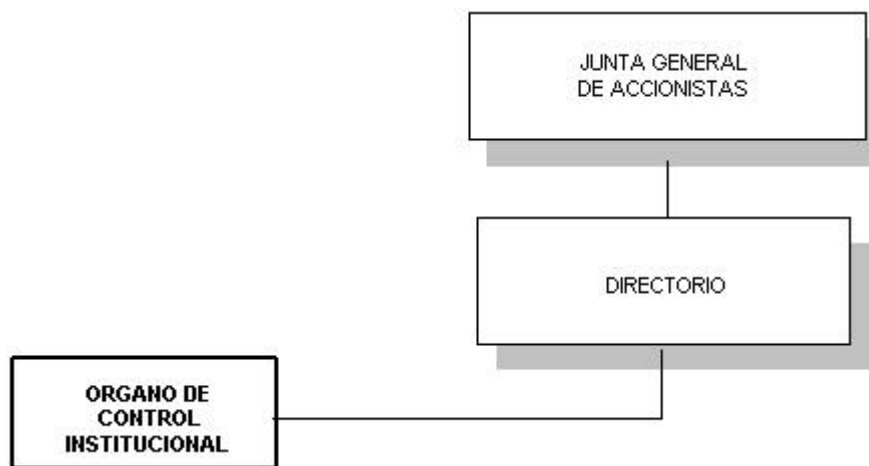 JUNTA GENERAL
DE ACCIONISTAS
DIRECTORIO
ORGANO DE
CONTROL
INSTITUCIONAL